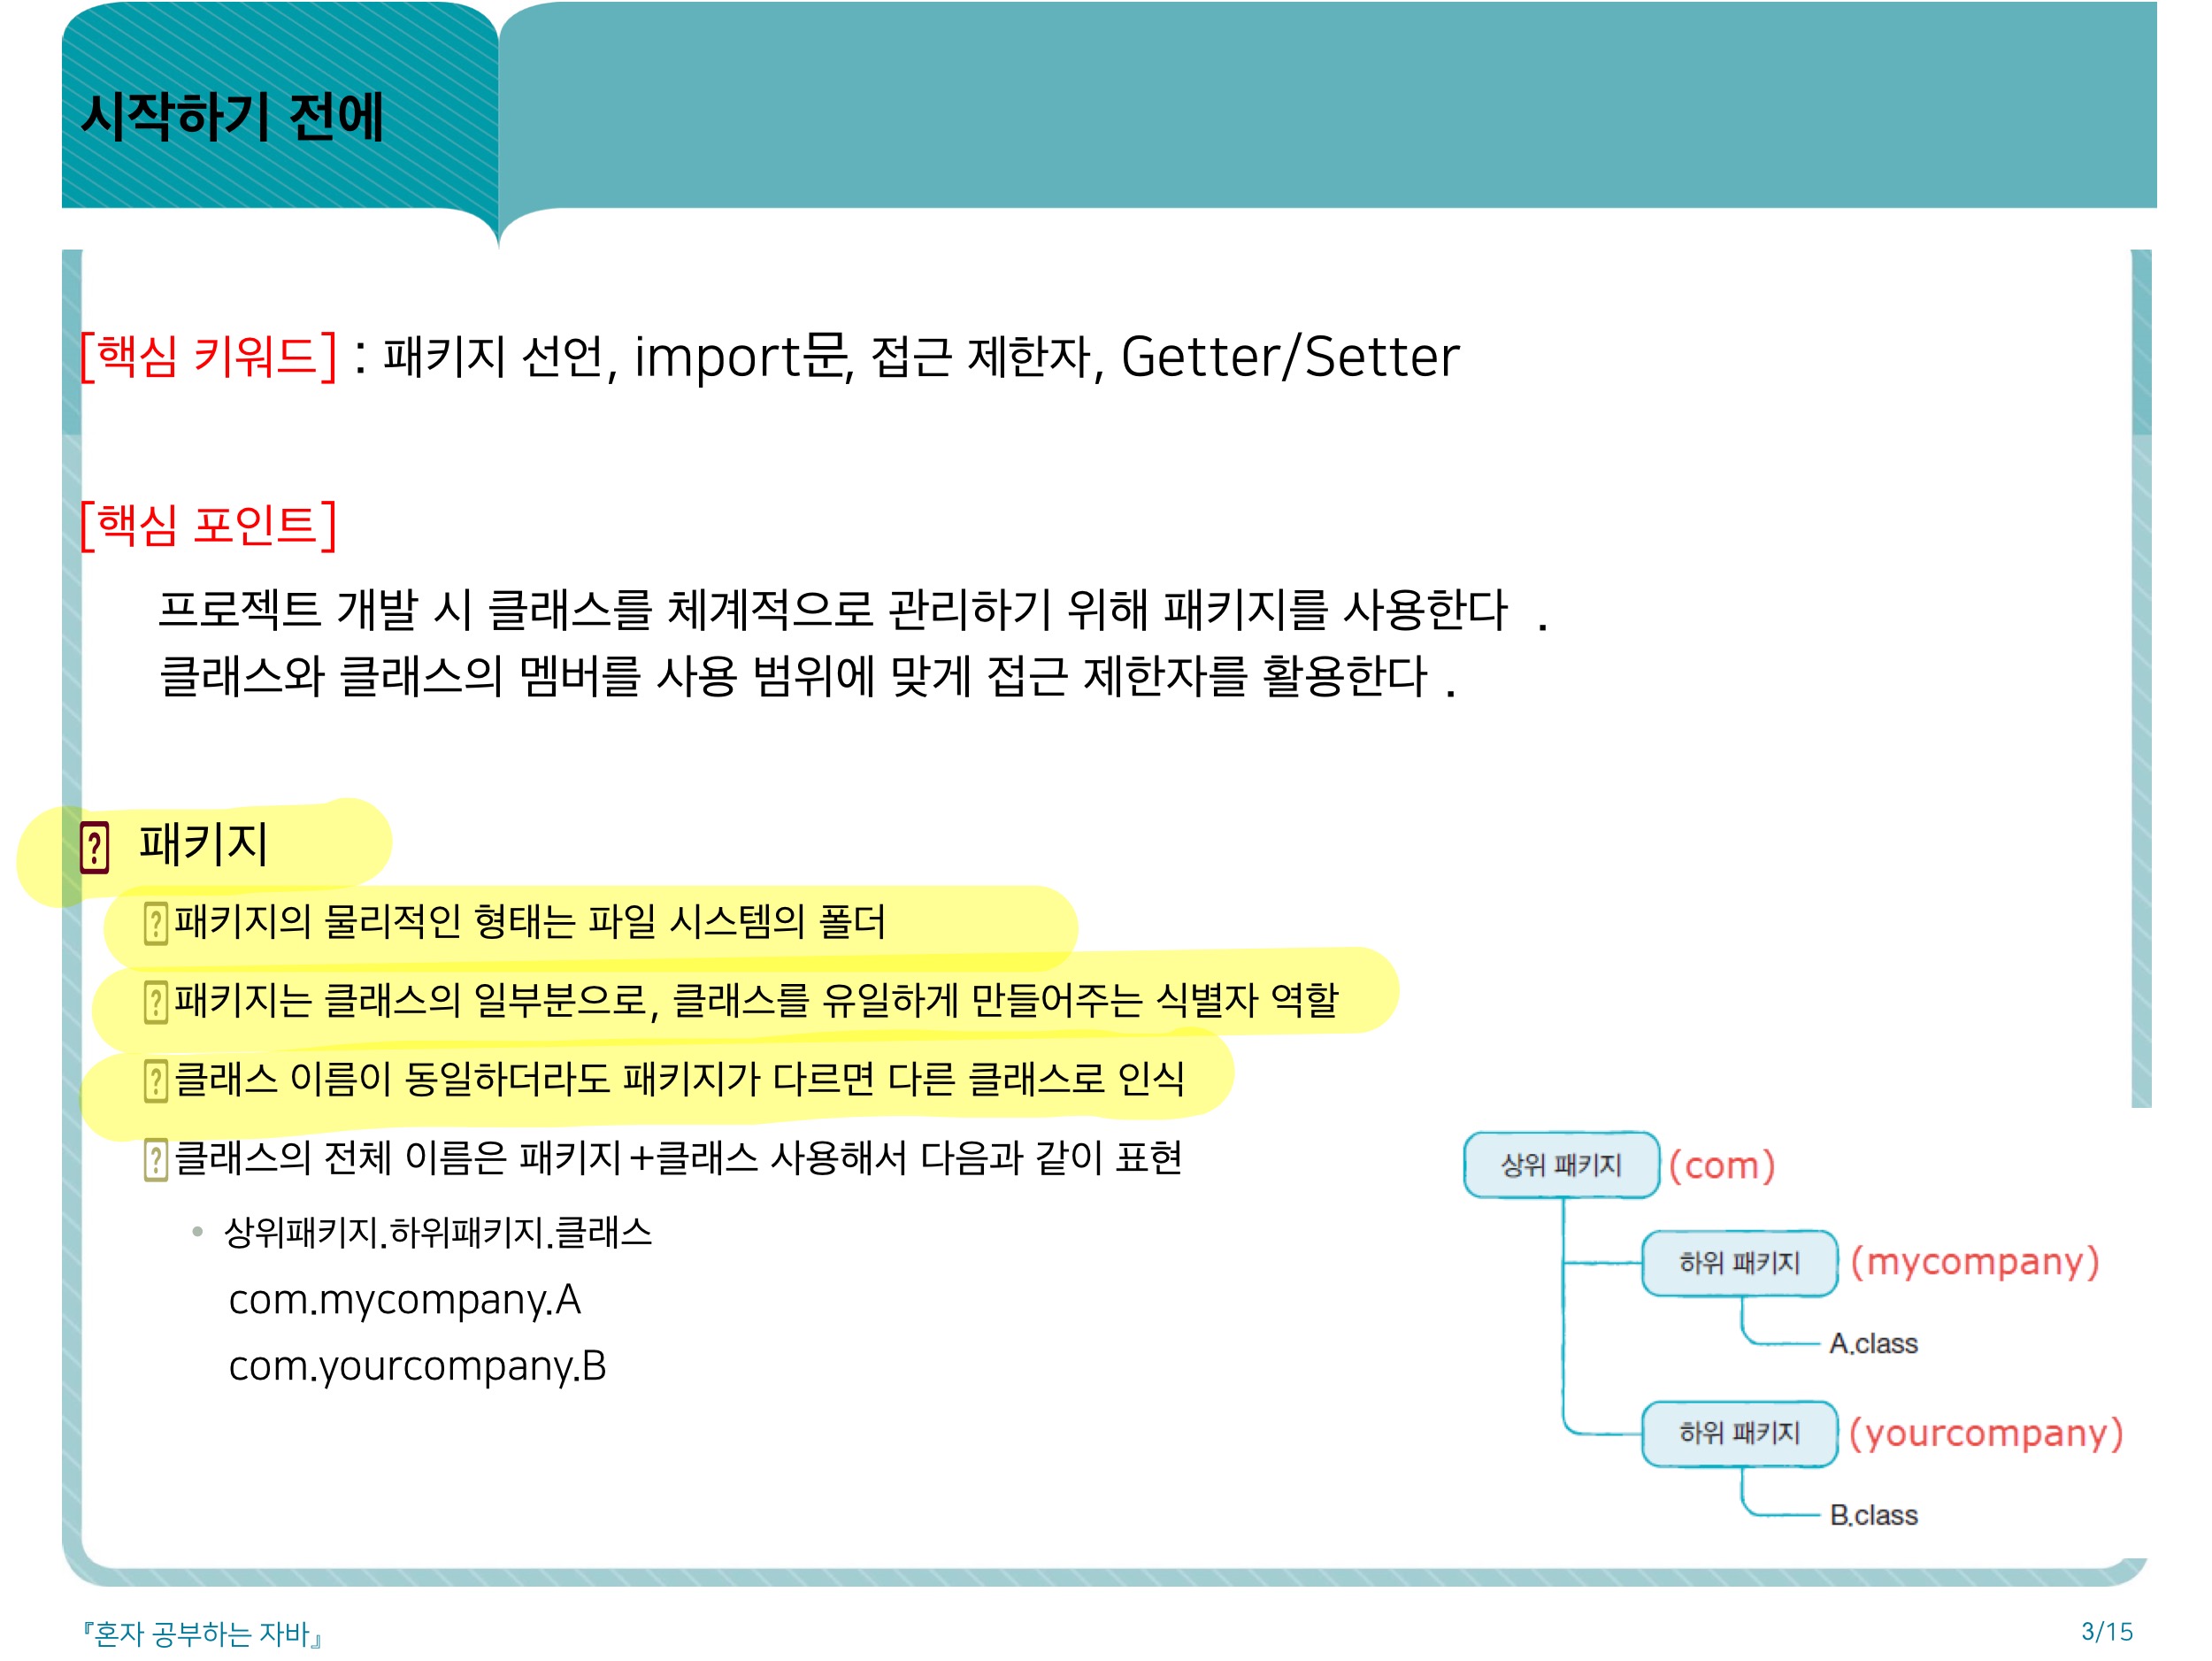 시작하기 전에
[핵심 키워드] : 패키지 선언, import문, 접근 제한자, Getter/Setter
[핵심 포인트]
프로젝트 개발 시 클래스를 체계적으로 관리하기 위해 패키지를 사용한다 .
클래스와 클래스의 멤버를 사용 범위에 맞게 접근 제한자를 활용한다 .
패키지
패키지의 물리적인 형태는 파일 시스템의 폴더
패키지는 클래스의 일부분으로, 클래스를 유일하게 만들어주는 식별자 역할
클래스 이름이 동일하더라도 패키지가 다르면 다른 클래스로 인식
클래스의 전체 이름은 패키지+클래스 사용해서 다음과 같이 표현
• 상위패키지.하위패키지.클래스
com.mycompany.A
com.yourcompany.B
상위 패키지 (com)
하위 패키지 (mycompany)
A.class
하위 패키지 (yourcompany)
B.class
『혼자 공부하는 자바』
3/15